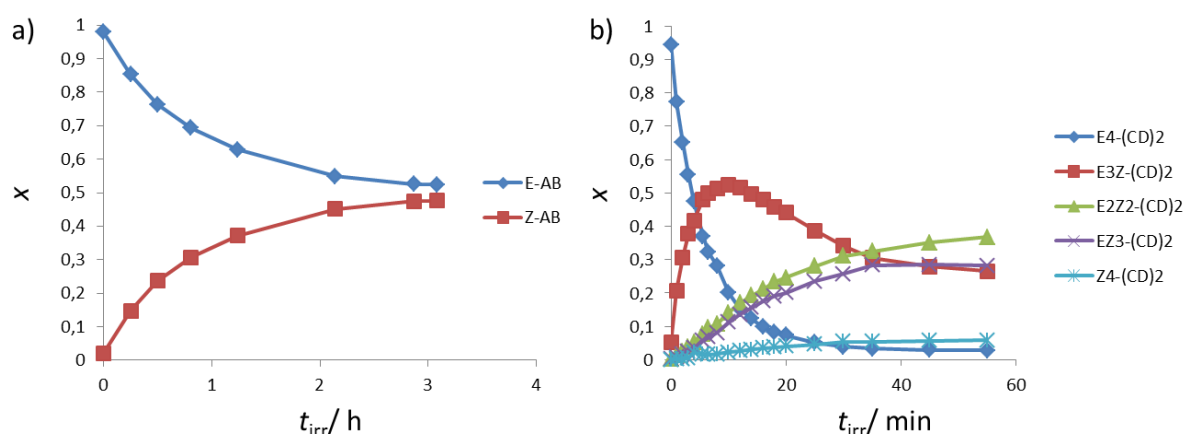 a)
1
0,9
0,8
0,7
0,6
0,5
0,4
0,3
0,2
0,1
0
x
0 1 2 3 4
t_irr/ h
E-AB
Z-AB
b)
1
0,9
0,8
0,7
0,6
0,5
0,4
0,3
0,2
0,1
0
x
0 20 40 60
t_irr/ min
E4-(CD)2
E3Z-(CD)2
E2Z2-(CD)2
EZ3-(CD)2
Z4-(CD)2